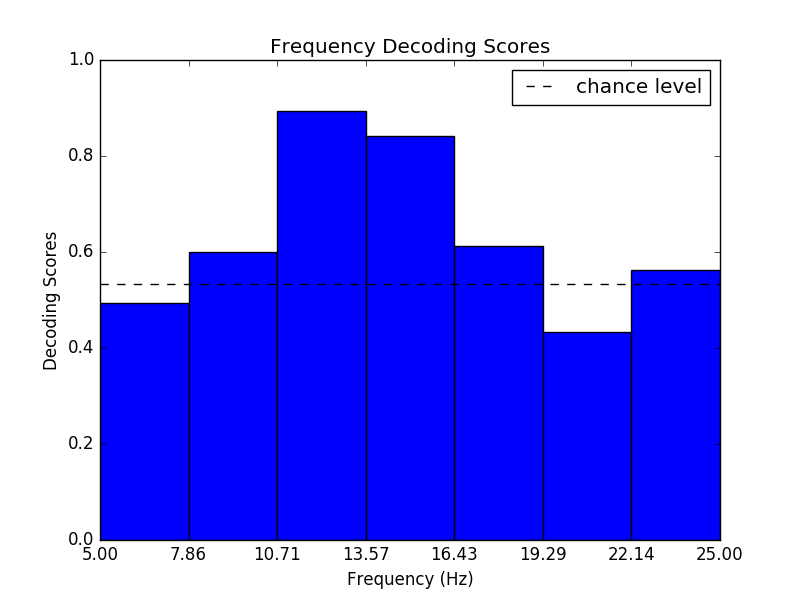 Frequency Decoding Scores
chance level
1.0
0.8
0.6
0.4
0.2
0.0
Decoding Scores
5.00 7.86 10.71 13.57 16.43 19.29 22.14 25.00
Frequency (Hz)